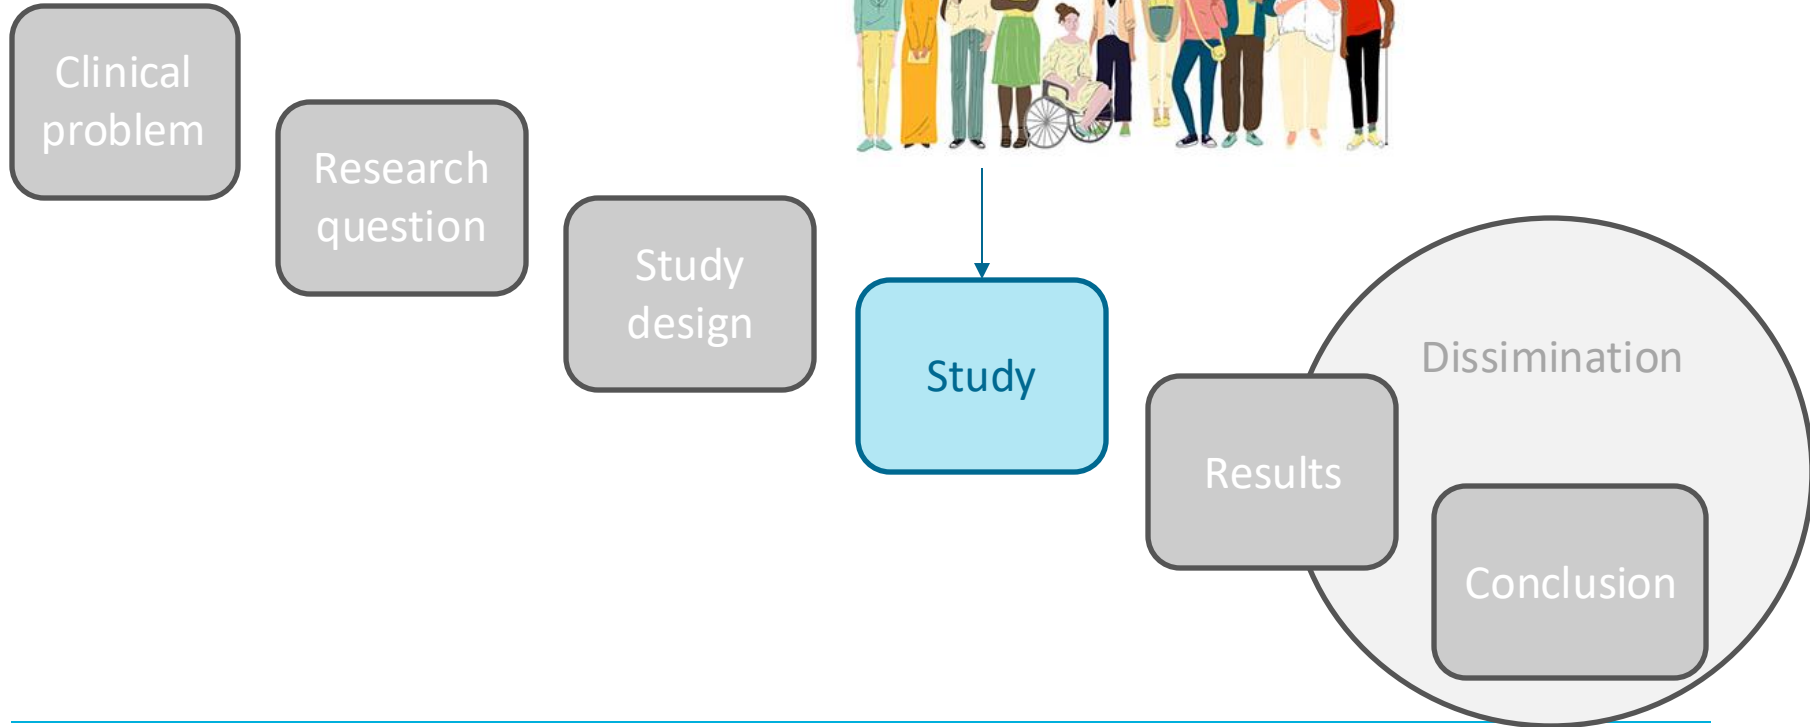 Clinical
problem
Research
question
Study
design
Study
Dissimination
Results
Conclusion